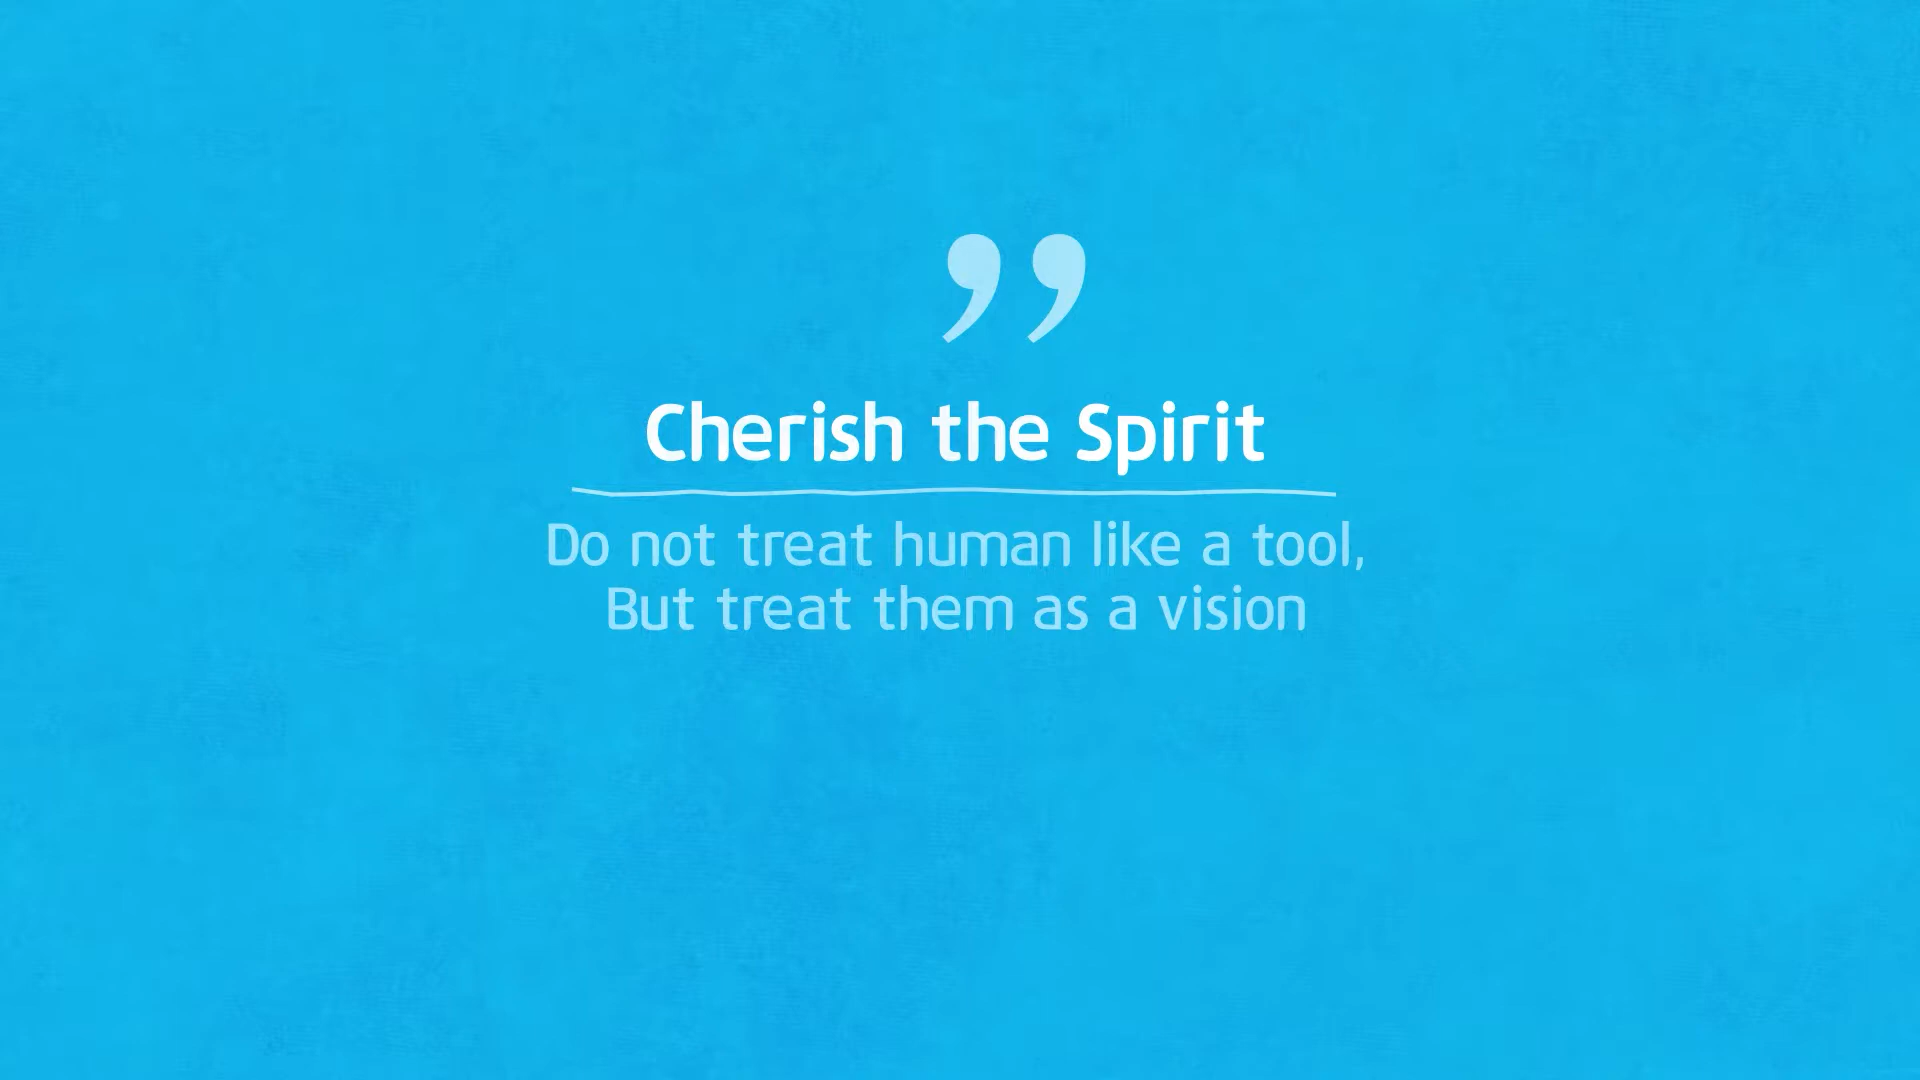 ”
Cherish the Spirit
Do not treat human like a tool,
But treat them as a vision